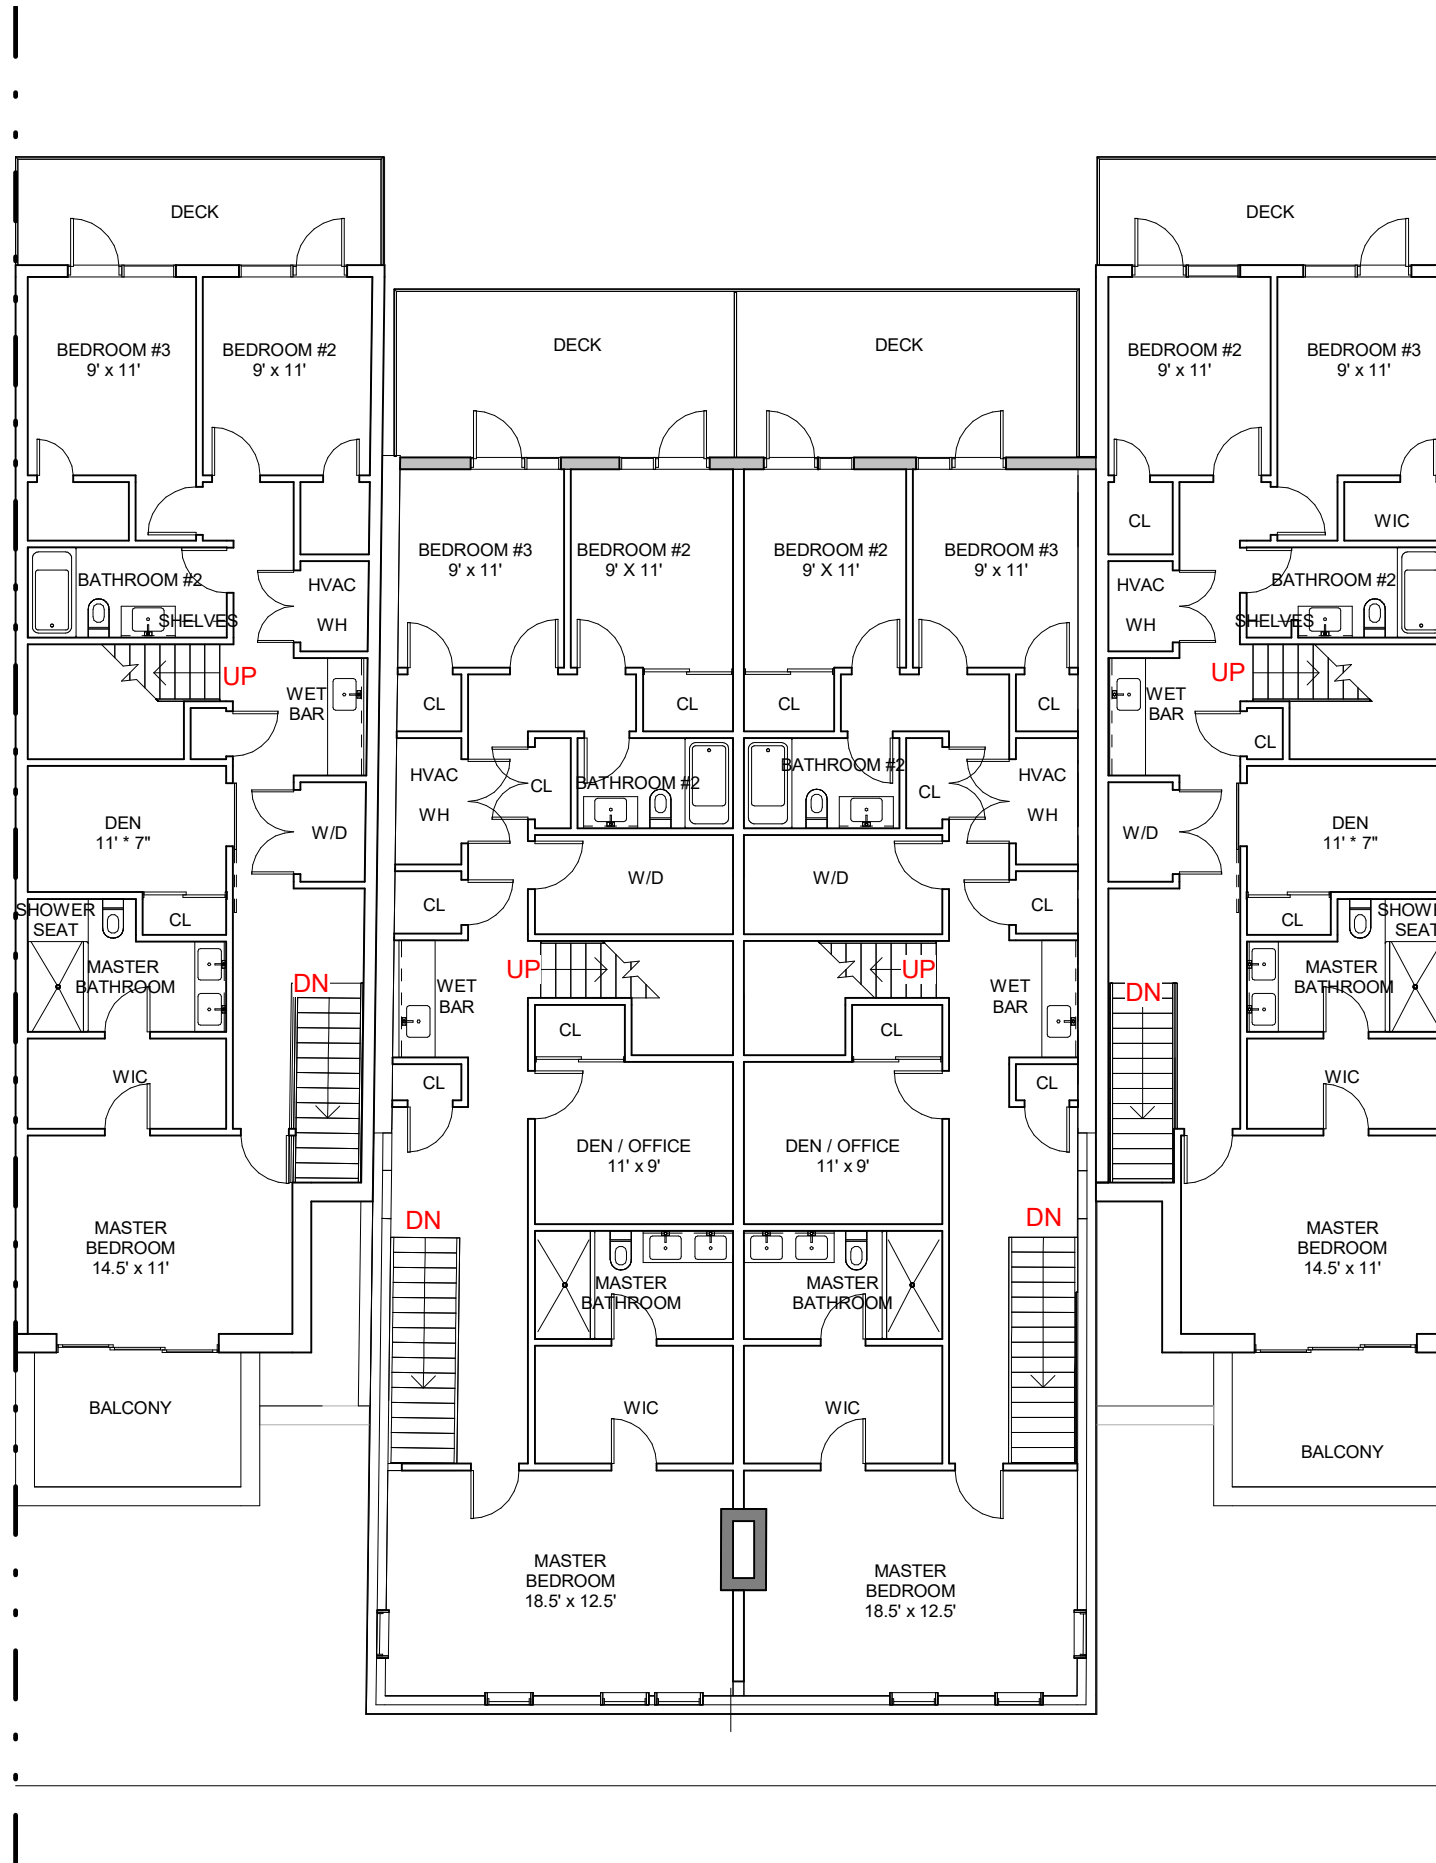 DECK
DECK
BEDROOM #3
9' x 11'
BEDROOM #2
9' x 11'
DECK
DECK
BEDROOM #2
9' x 11'
BEDROOM #3
9' x 11'
CL
WIC
BEDROOM #3
9' x 11'
BEDROOM #2
9' X 11'
BEDROOM #2
9' X 11'
BEDROOM #3
9' x 11'
BATHROOM #2
SHELVES
HVAC
WH
HVAC
WH
BATHROOM #2
SHELVES
UP
WET
BAR
CL
CL
CL
CL
UP
WET
BAR
CL
HVAC
WH
CL
BATHROOM #2
BATHROOM #2
CL
HVAC
WH
DEN
11' * 7"
W/D
W/D
DEN
11' * 7"
CL
W/D
W/D
CL
SHOWER
SEAT
CL
CL
SHOWE
SEAT
MASTER
BATHROOM
DN
UP
UP
DN
MASTER
BATHROOM
WET
BAR
CL
CL
WET
BAR
WIC
CL
CL
WIC
DEN / OFFICE
11' x 9'
DEN / OFFICE
11' x 9'
MASTER
BEDROOM
14.5' x 11'
DN
DN
MASTER
BEDROOM
14.5' x 11'
MASTER
BATHROOM
MASTER
BATHROOM
BALCONY
WIC
WIC
BALCONY
MASTER
BEDROOM
18.5' x 12.5'
MASTER
BEDROOM
18.5' x 12.5'